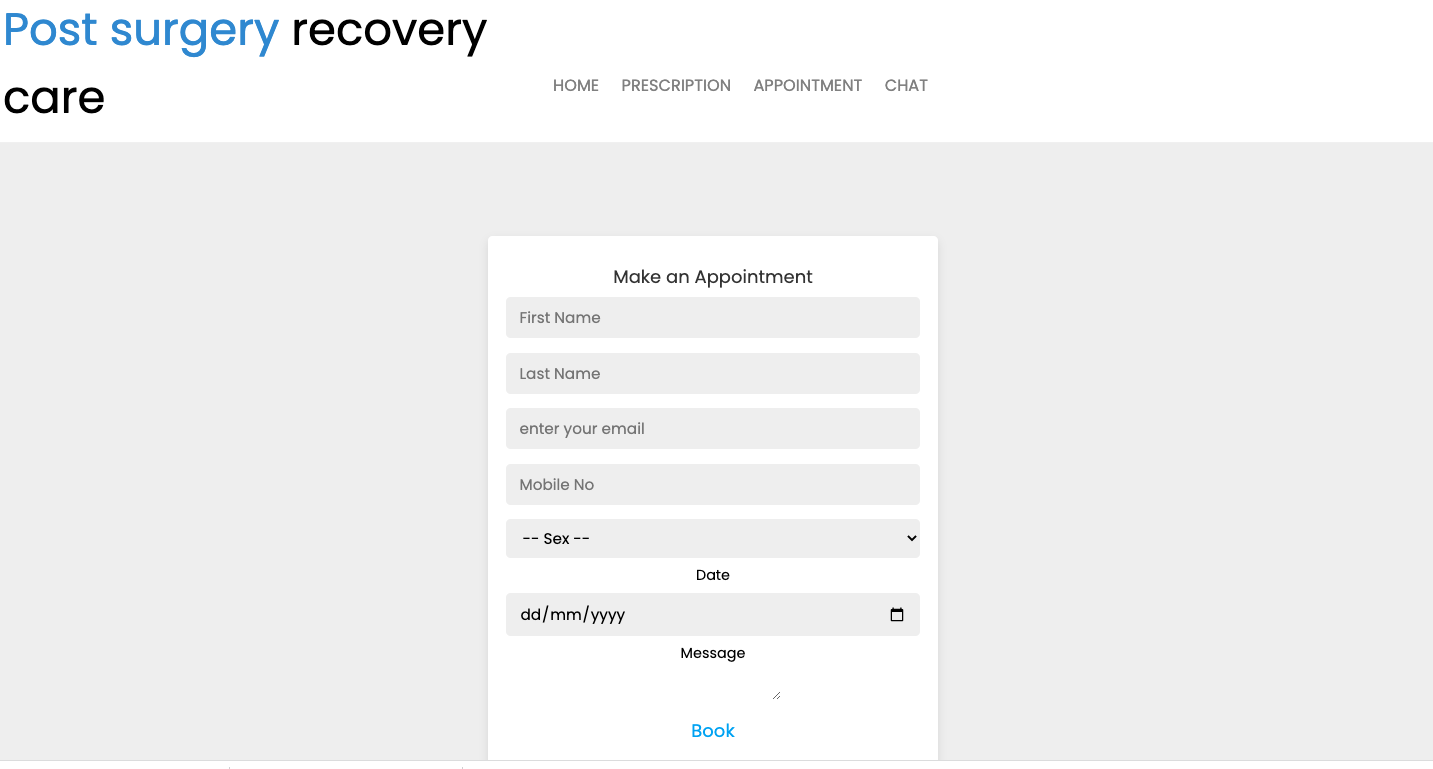 Post surgery recovery
care
HOME PRESCRIPTION APPOINTMENT CHAT
Make an Appointment
First Name
Last Name
enter your email
Mobile No
-- Sex --
Date
dd/mm/yyyy
Message
Book